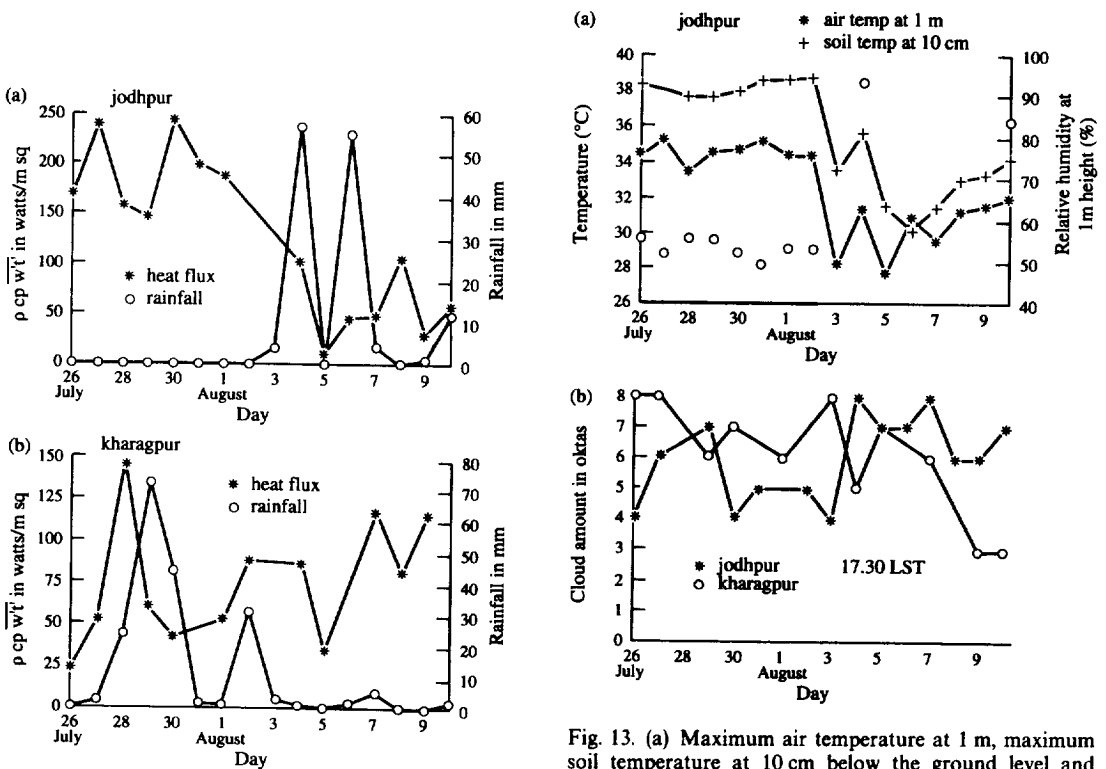 (a)
jodhpur
250
200
150
100
50
0
ρ cp w't' in watts/m sq
60
50
40
30
20
10
0
Rainfall in mm
heat flux
rainfall
26 28 30 1 3 5 7 9
July August
Day
(b)
kharagpur
150
125
100
75
50
25
0
ρ cp w't' in watts/m sq
80
70
60
50
40
30
20
10
0
Rainfall in mm
heat flux
rainfall
26 28 30 1 3 5 7 9
July August
Day
(a)
jodhpur
air temp at 1 m
soil temp at 10 cm
40
38
36
34
32
30
28
26
Temperature (°C)
100
90
80
70
60
50
40
Relative humidity at
1m height (%)
26 28 30 1 3 5 7 9
July August
Day
(b)
8
7
6
5
4
3
2
1
0
Cloud amount in oktas
jodhpur 17.30 LST
kharagpur
26 28 30 1 3 5 7 9
July August
Day
Fig. 13. (a) Maximum air temperature at 1 m, maximum
soil temperature at 10 cm below the ground level and